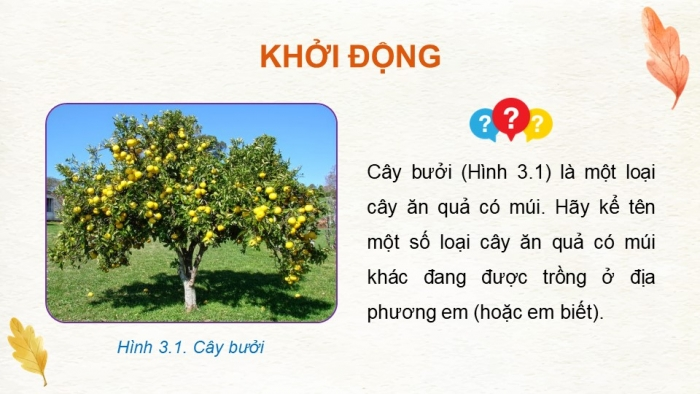 KHỞI ĐỘNG
? ? ?
Cây bưởi (Hình 3.1) là một loại
cây ăn quả có múi. Hãy kể tên
một số loại cây ăn quả có múi
khác đang được trồng ở địa
phương em (hoặc em biết).
Hình 3.1. Cây bưởi